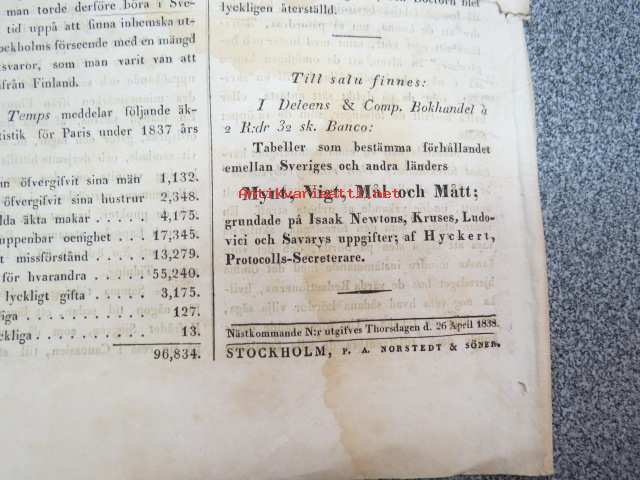 man torde derföre böra i Sve-
tid uppå att finna inhemska ut-
tockholms förseende med en mängd
tsvaror, som man varit van att
ifrån Finland.
Temps meddelar följande äk-
tistik för Paris under 1837 års
öfvergifvit sina män 1,132.
öfvergifvit sina hustrur 2,348.
lda äkta makar .... 4,175.
uppenbar oenighet .... 17,345.
t missförstånd .... 13,279.
för hvarandra .... 55,240.
lyckligt gifta ...... 3,175.
127.
13.
96,834.
lyckligen återställd.
Till salu finnes:
I Deleens & Comp. Bokhandel à
2 R:dr 32 sk. Banco:
Tabeller som bestämma förhållandet
emellan Sveriges och andra länders
Mynt, Vigt, Mål och Mått;
grundade på Isaak Newtons, Kruses, Ludo-
vici och Savarys uppgifter; af Hyckert,
Protocolls-Secreterare.
Nästkommande N:r utgifves Thorsdagen d. 26 April 1838.
STOCKHOLM, P. A. NORSTEDT & SÖNER.